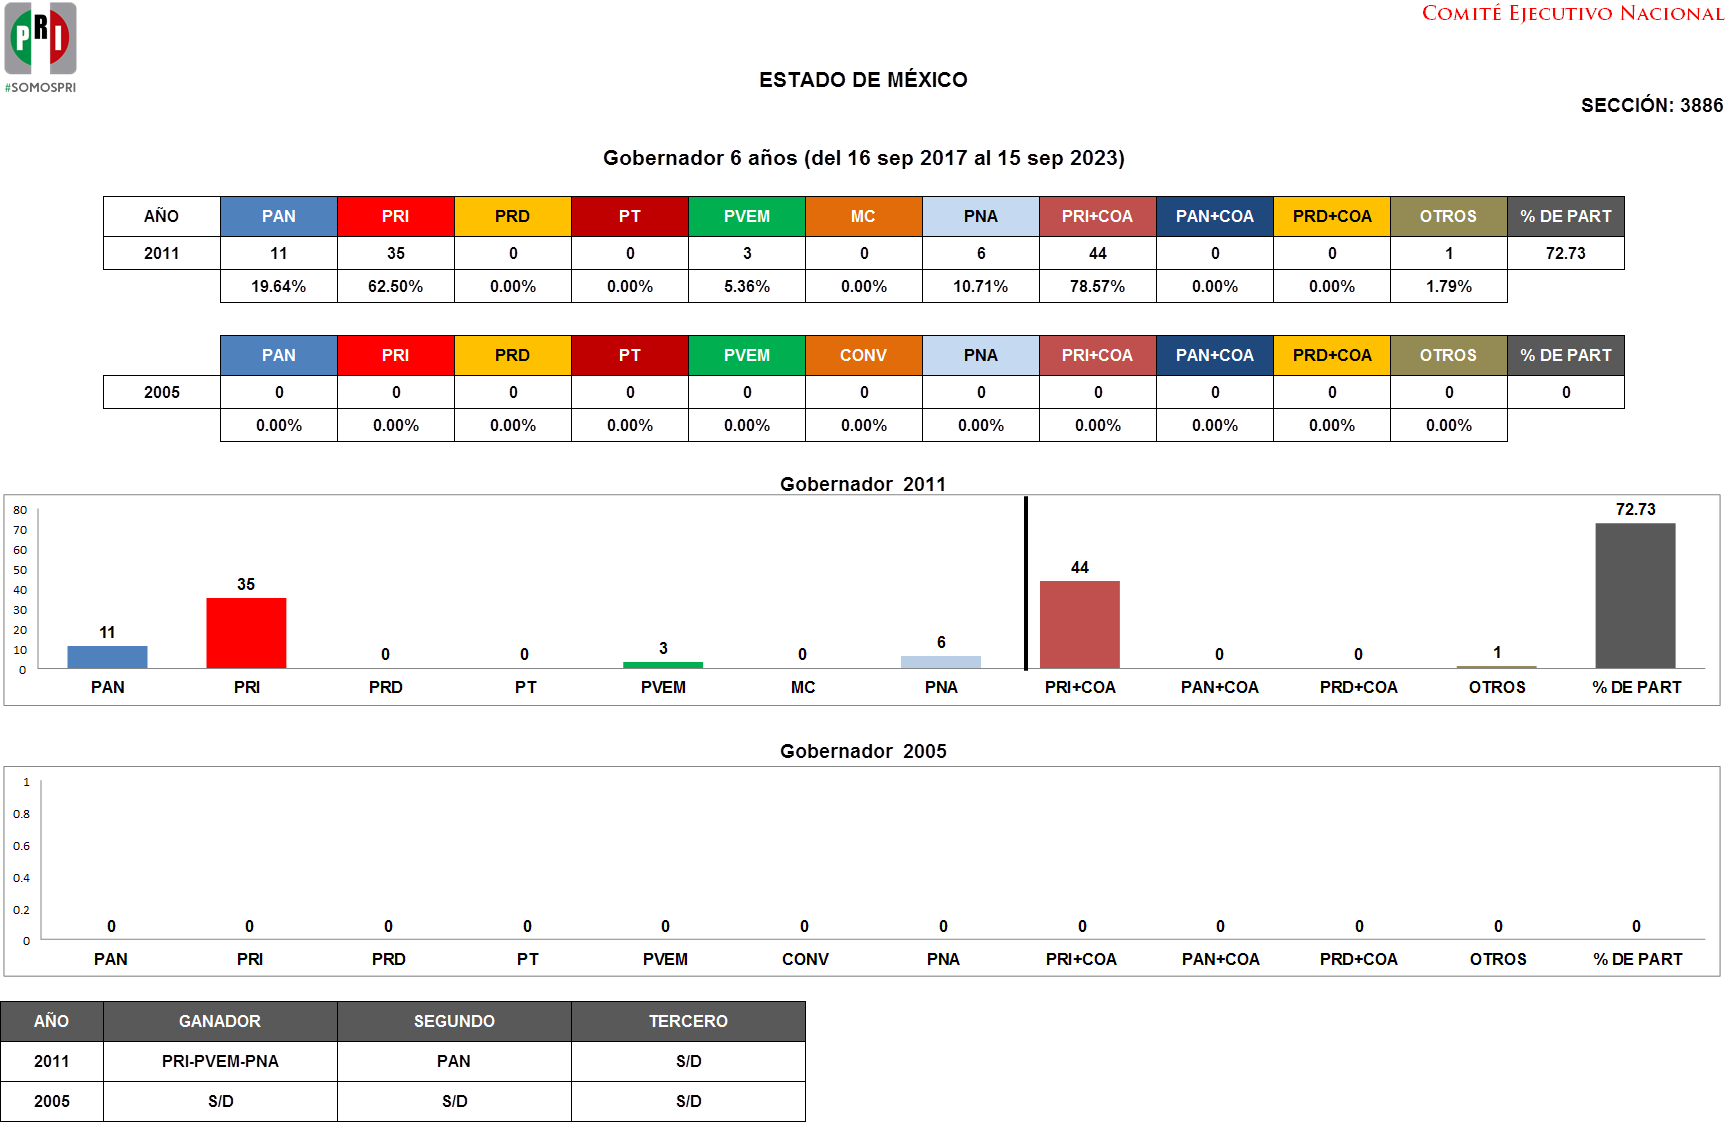 PRI
#SOMOSPRI
COMITÉ EJECUTIVO NACIONAL
ESTADO DE MÉXICO
SECCIÓN: 3886
Gobernador 6 años (del 16 sep 2017 al 15 sep 2023)
AÑO PAN PRI PRD PT PVEM MC PNA PRI+COA PAN+COA PRD+COA OTROS % DE PART
2011 11 35 0 0 3 0 6 44 0 0 1 72.73
19.64% 62.50% 0.00% 0.00% 5.36% 0.00% 10.71% 78.57% 0.00% 0.00% 1.79%
PAN PRI PRD PT PVEM CONV PNA PRI+COA PAN+COA PRD+COA OTROS % DE PART
2005 0 0 0 0 0 0 0 0 0 0 0 0
0.00% 0.00% 0.00% 0.00% 0.00% 0.00% 0.00% 0.00% 0.00% 0.00% 0.00%
Gobernador 2011
80
70
60
50
40
30
20
10
0
11 35 0 0 3 0 6 44 0 0 1 72.73
PAN PRI PRD PT PVEM MC PNA PRI+COA PAN+COA PRD+COA OTROS % DE PART
Gobernador 2005
1
0.8
0.6
0.4
0.2
0
0 0 0 0 0 0 0 0 0 0 0 0
PAN PRI PRD PT PVEM CONV PNA PRI+COA PAN+COA PRD+COA OTROS % DE PART
AÑO GANADOR SEGUNDO TERCERO
2011 PRI-PVEM-PNA PAN S/D
2005 S/D S/D S/D